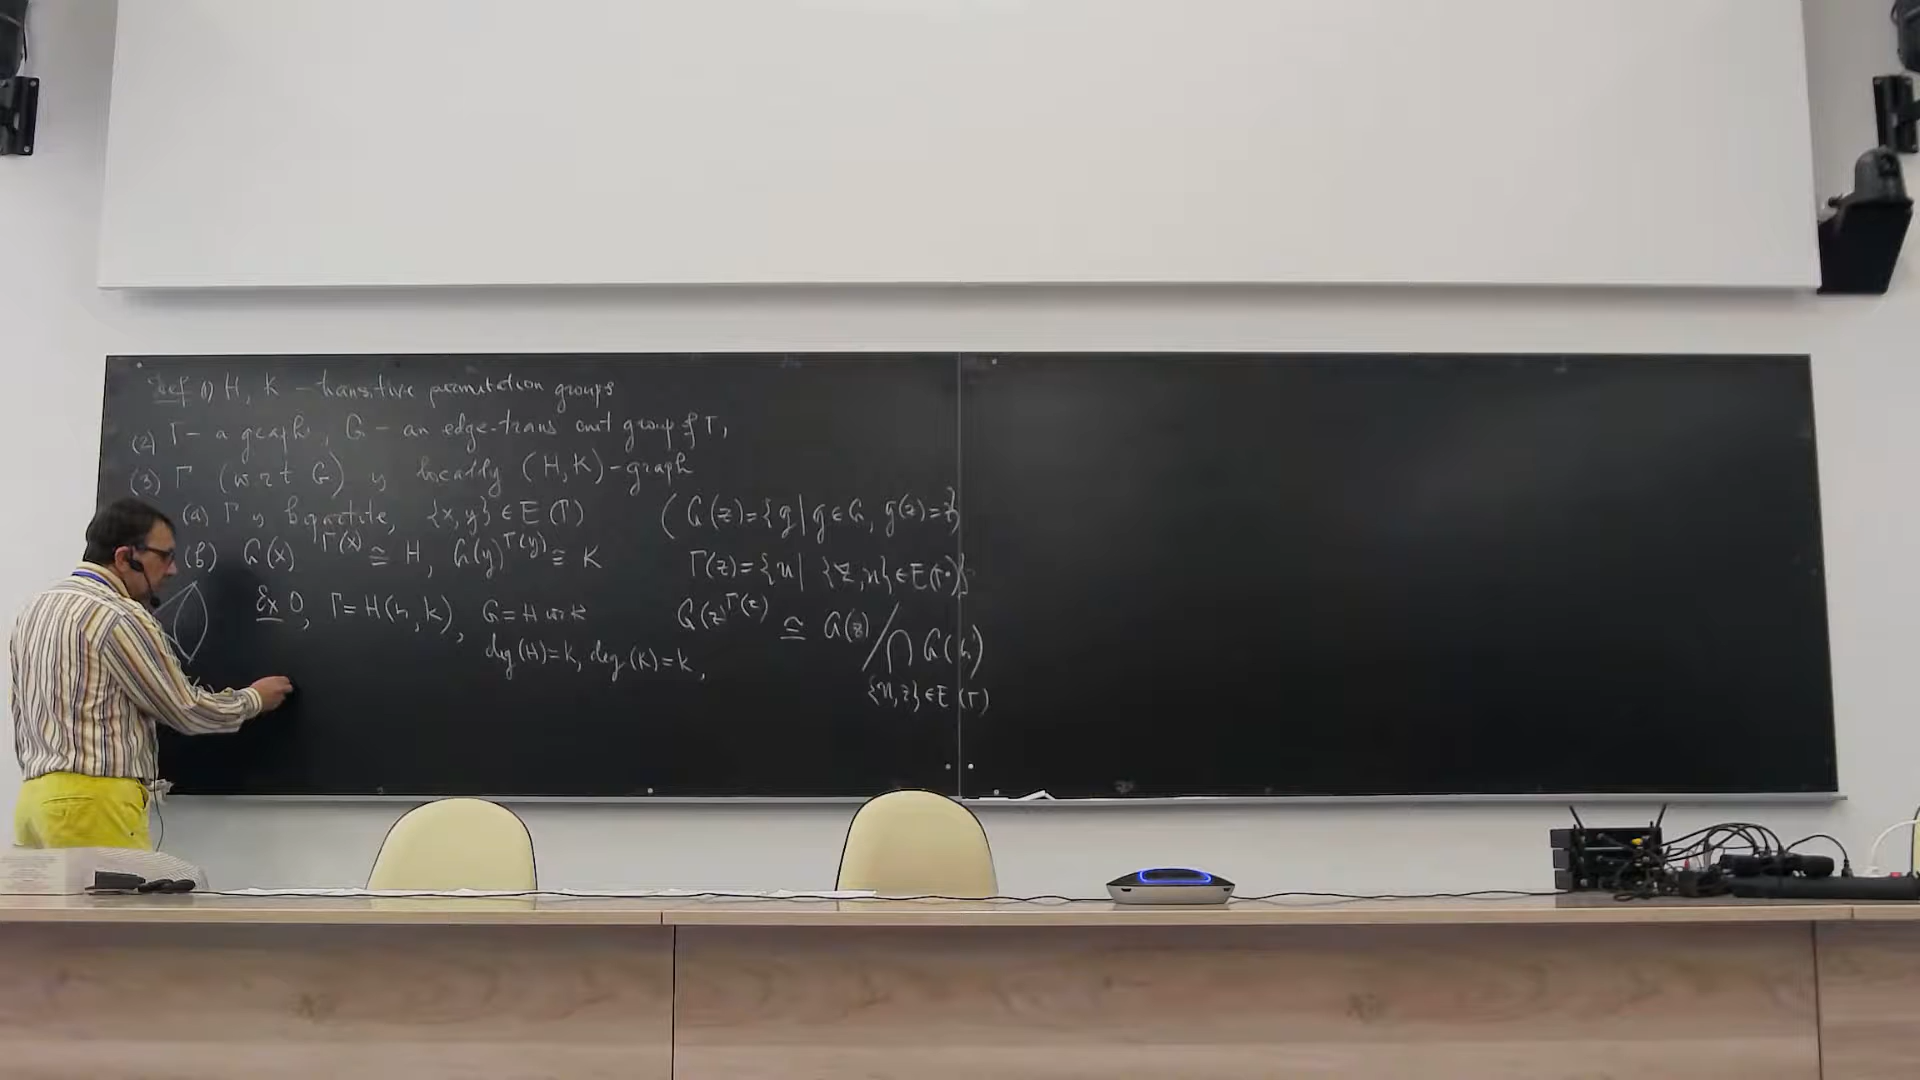 Def 1) H, K – transitive permutation groups
(2) Γ – a graph, G – an edge-trans aut group of Γ,
(3) Γ (w.r.t G) is locally (H,K)-graph
(a) Γ is bipartite, {x,y} ∈ E(Γ)
(b) G(x)^Γ(x) ≅ H, G(y)^Γ(y) ≅ K
Ex 0, Γ = H(n, k), G = H wr K
deg(H)=k, deg(K)=k,
(G(z)={g | g∈G, g(z)=z}
Γ(z)={u | {z,u}∈E(Γ)}
G(z)^Γ(z) ≅ G(z)/∩ G(u)
{u,z}∈E(Γ)